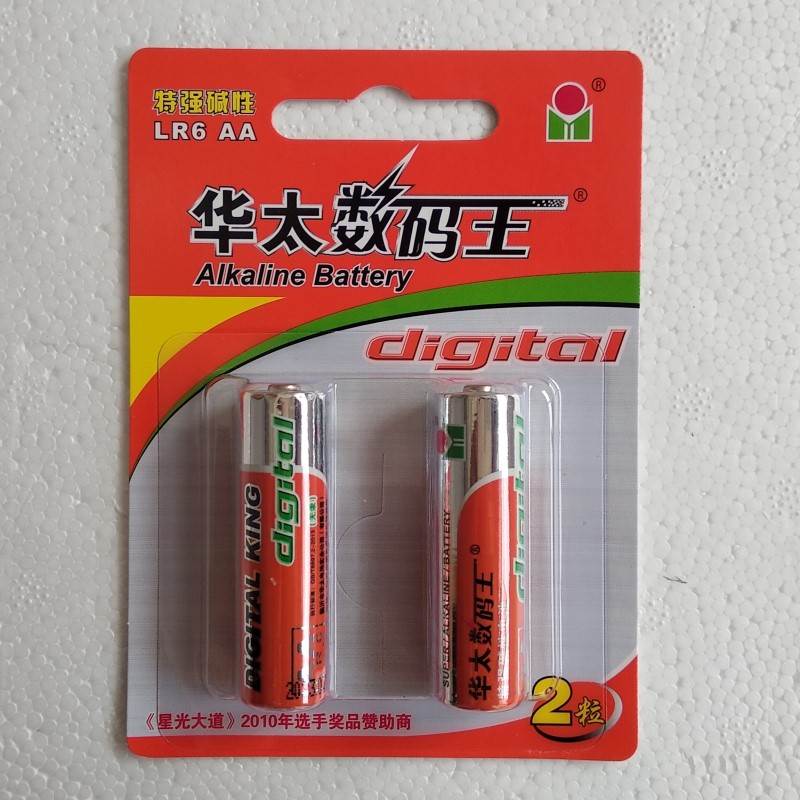 特强碱性
LR6 AA
®
华太数码王®
Alkaline Battery
digital
DIGITAL KING
digital
SUPER / ALKALINE / BATTERY
华太数码王®
digital
《星光大道》2010年选手奖品赞助商
2粒